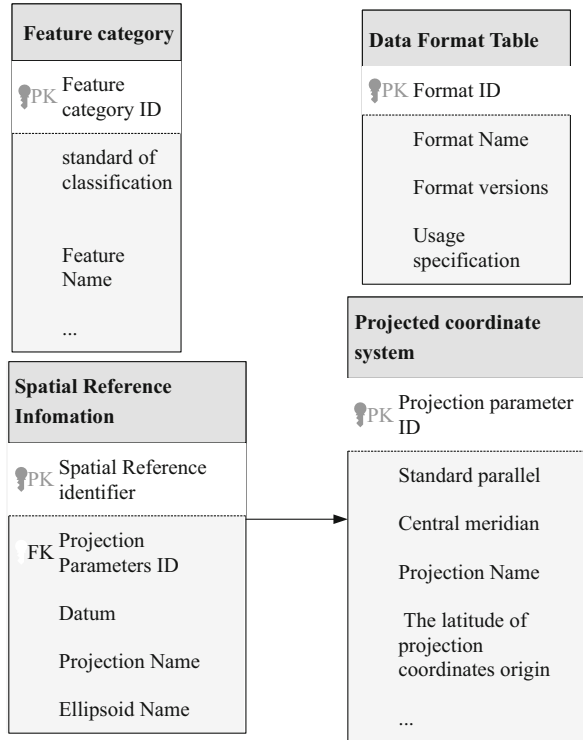 Feature category
PK Feature
category ID
standard of
classification
Feature
Name
...
Data Format Table
PK Format ID
Format Name
Format versions
Usage
specification
Spatial Reference
Infomation
PK Spatial Reference
identifier
FK Projection
Parameters ID
Datum
Projection Name
Ellipsoid Name
Projected coordinate
system
PK Projection parameter
ID
Standard parallel
Central meridian
Projection Name
The latitude of
projection
coordinates origin
...